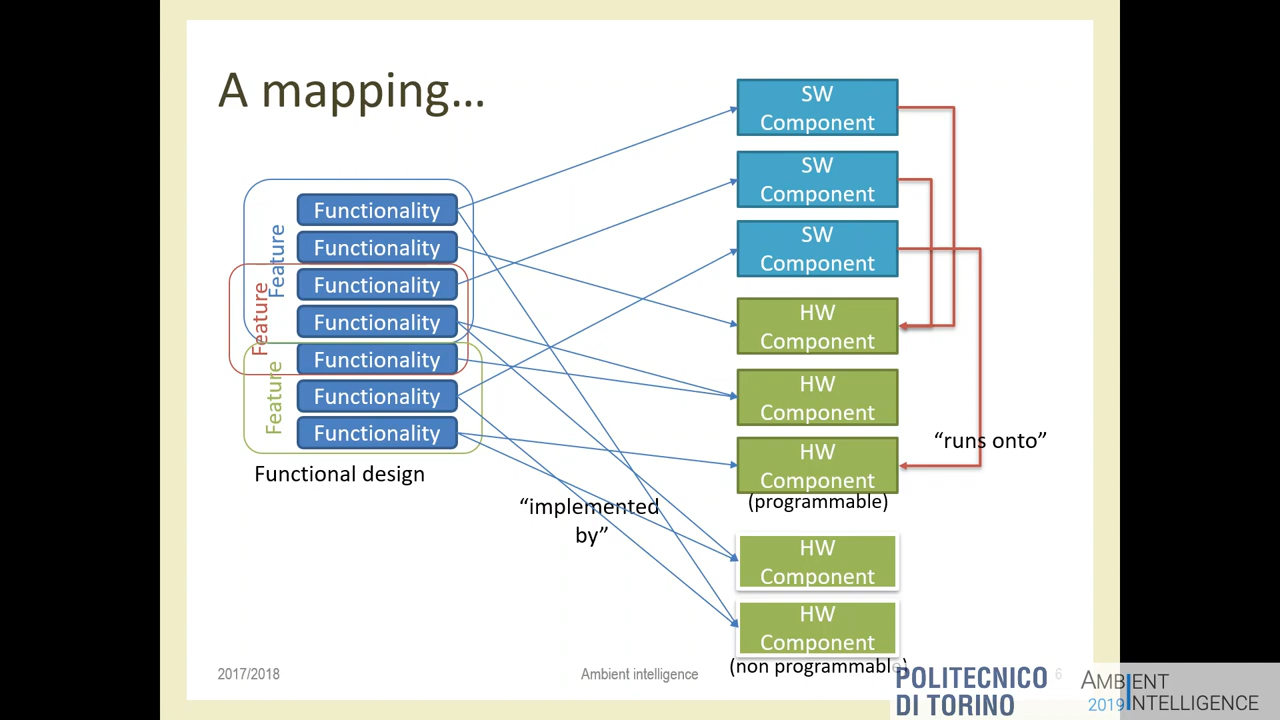 A mapping...
Feature
Feature
Feature
Functionality
Functionality
Functionality
Functionality
Functionality
Functionality
Functionality
Functional design
“implemented
by”
SW
Component
SW
Component
SW
Component
HW
Component
HW
Component
HW
Component
(programmable)
“runs onto”
HW
Component
HW
Component
(non programmable)
2017/2018
Ambient intelligence
6
POLITECNICO
DI TORINO
AMBIENT
2019 INTELLIGENCE